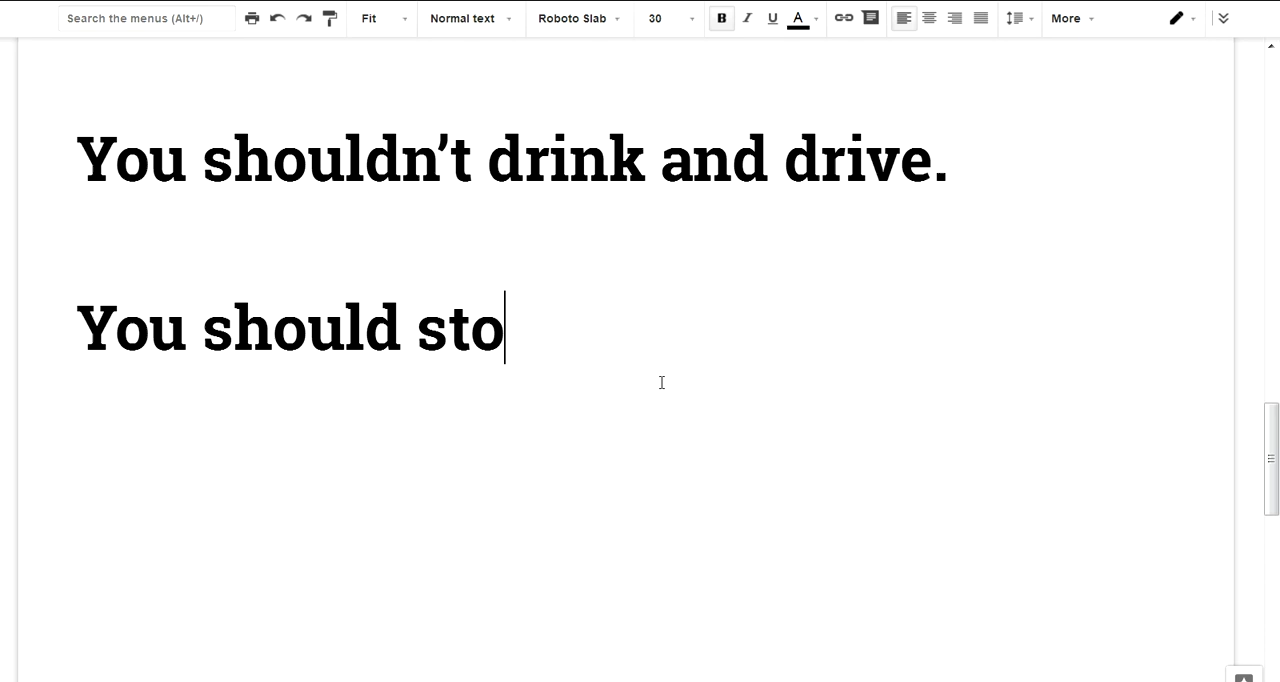 Search the menus (Alt+/) Fit Normal text Roboto Slab 30 B I U A More
You shouldn’t drink and drive.
You should sto